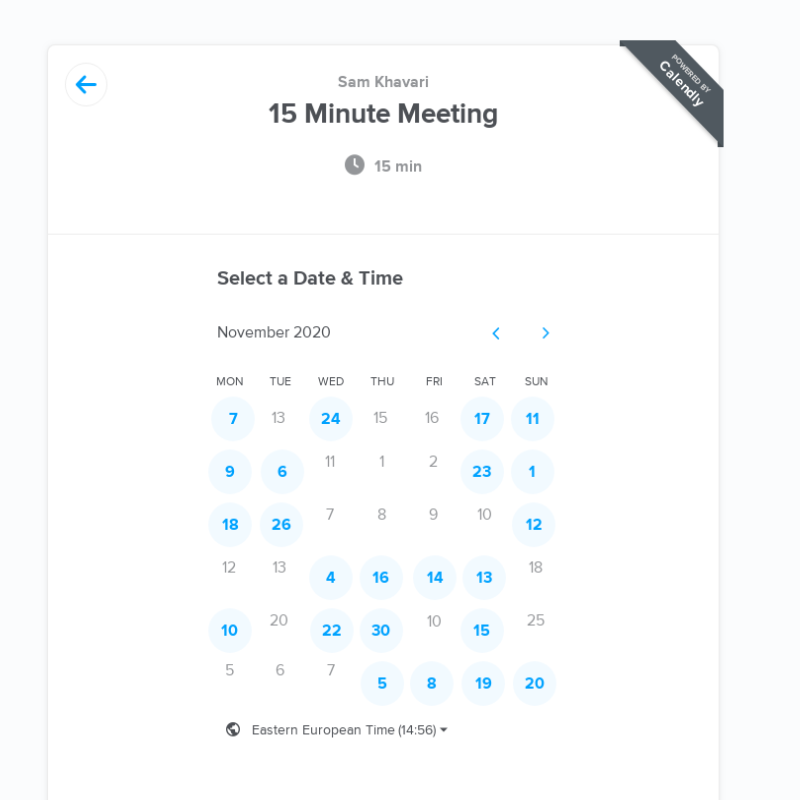 POWERED BY
Calendly
Sam Khavari
15 Minute Meeting
15 min
Select a Date & Time
November 2020
MON TUE WED THU FRI SAT SUN
7 13 24 15 16 17 11
9 6 11 1 2 23 1
18 26 7 8 9 10 12
12 13 4 16 14 13 18
10 20 22 30 10 15 25
5 6 7 5 8 19 20
Eastern European Time (14:56)